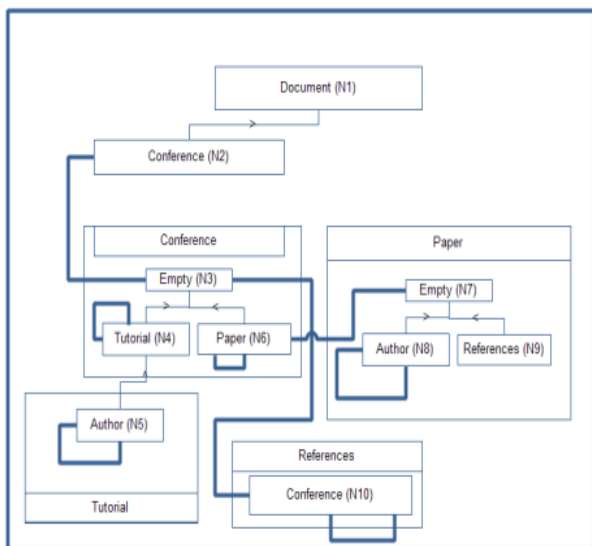 Document (N1)
Conference (N2)
Conference
Paper
Empty (N3)
Empty (N7)
Tutorial (N4)
Paper (N6)
Author (N8)
References (N9)
Author (N5)
References
Conference (N10)
Tutorial